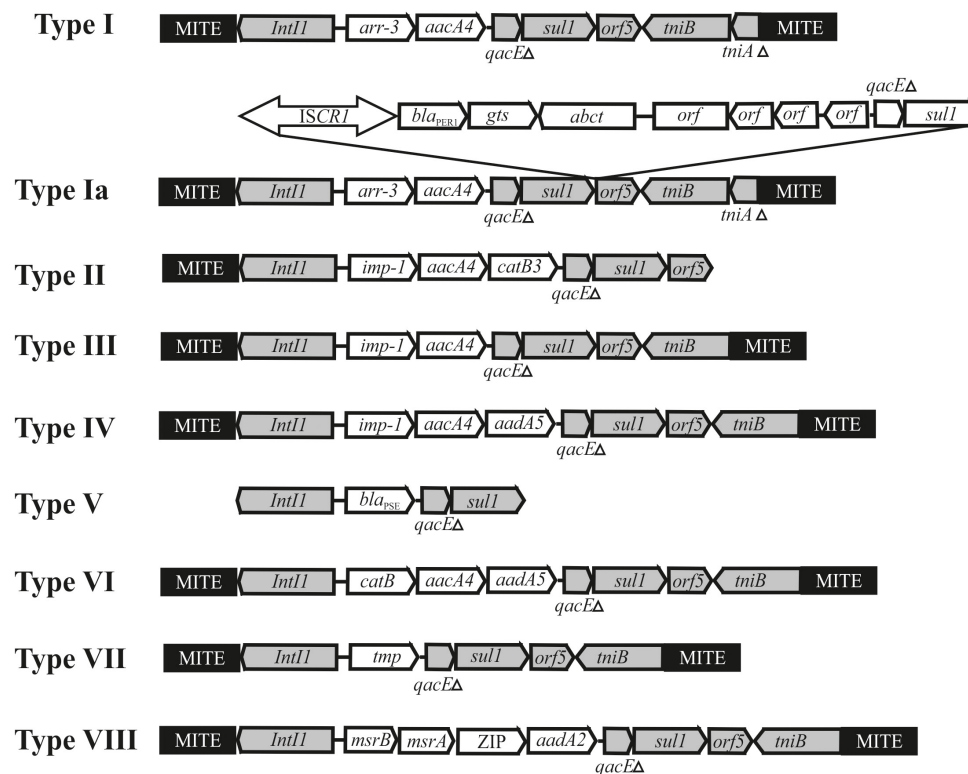 Type I MITE IntI1 arr-3 aacA4 sul1 orf5 tniB MITE
qacEΔ tniA Δ
qacEΔ
ISCR1 blaPER1 gts abct orf orf orf orf sul1
Type Ia MITE IntI1 arr-3 aacA4 sul1 orf5 tniB MITE
qacEΔ tniA Δ
Type II MITE IntI1 imp-1 aacA4 catB3 sul1 orf5
qacEΔ
Type III MITE IntI1 imp-1 aacA4 sul1 orf5 tniB MITE
qacEΔ
Type IV MITE IntI1 imp-1 aacA4 aadA5 sul1 orf5 tniB MITE
qacEΔ
Type V IntI1 blaPSE sul1
qacEΔ
Type VI MITE IntI1 catB aacA4 aadA5 sul1 orf5 tniB MITE
qacEΔ
Type VII MITE IntI1 tmp sul1 orf5 tniB MITE
qacEΔ
Type VIII MITE IntI1 msrB msrA ZIP aadA2 sul1 orf5 tniB MITE
qacEΔ